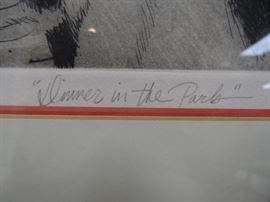 "Dinner in the Park"